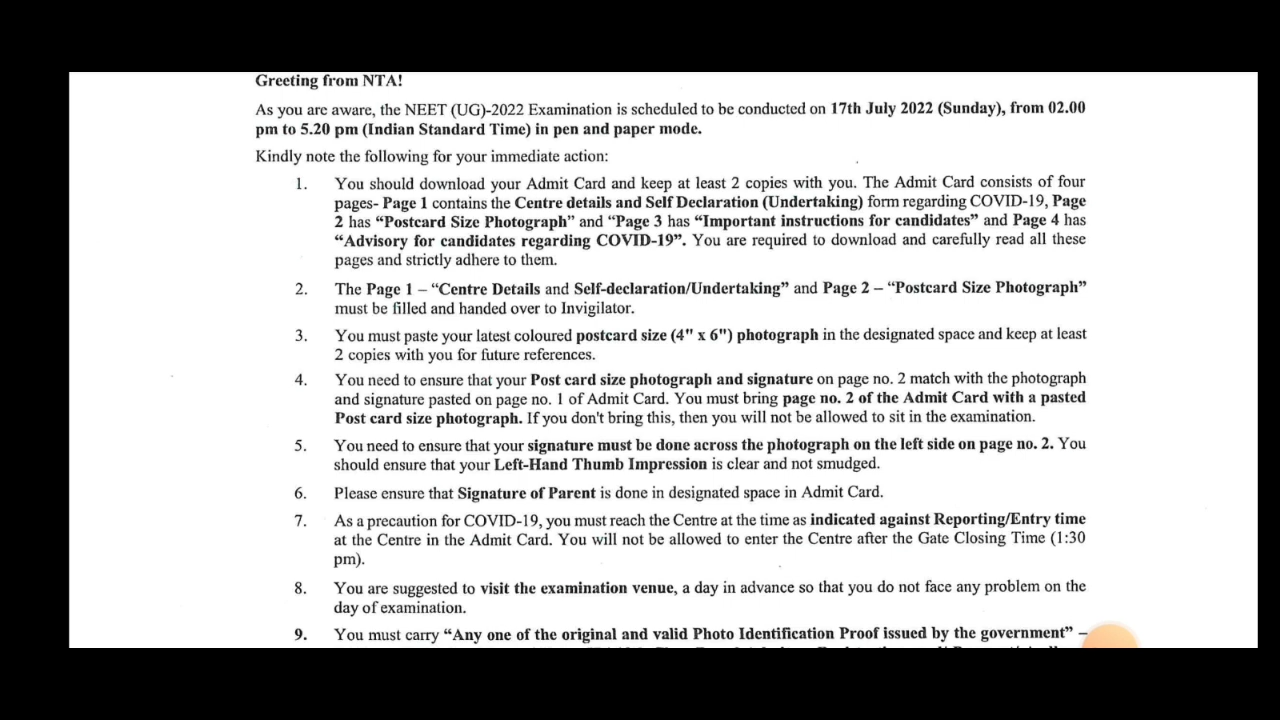 Greeting from NTA!
As you are aware, the NEET (UG)-2022 Examination is scheduled to be conducted on 17th July 2022 (Sunday), from 02.00
pm to 5.20 pm (Indian Standard Time) in pen and paper mode.
Kindly note the following for your immediate action:
1. You should download your Admit Card and keep at least 2 copies with you. The Admit Card consists of four
pages- Page 1 contains the Centre details and Self Declaration (Undertaking) form regarding COVID-19, Page
2 has “Postcard Size Photograph” and “Page 3 has “Important instructions for candidates” and Page 4 has
“Advisory for candidates regarding COVID-19”. You are required to download and carefully read all these
pages and strictly adhere to them.
2. The Page 1 – “Centre Details and Self-declaration/Undertaking” and Page 2 – “Postcard Size Photograph”
must be filled and handed over to Invigilator.
3. You must paste your latest coloured postcard size (4" x 6") photograph in the designated space and keep at least
2 copies with you for future references.
4. You need to ensure that your Post card size photograph and signature on page no. 2 match with the photograph
and signature pasted on page no. 1 of Admit Card. You must bring page no. 2 of the Admit Card with a pasted
Post card size photograph. If you don't bring this, then you will not be allowed to sit in the examination.
5. You need to ensure that your signature must be done across the photograph on the left side on page no. 2. You
should ensure that your Left-Hand Thumb Impression is clear and not smudged.
6. Please ensure that Signature of Parent is done in designated space in Admit Card.
7. As a precaution for COVID-19, you must reach the Centre at the time as indicated against Reporting/Entry time
at the Centre in the Admit Card. You will not be allowed to enter the Centre after the Gate Closing Time (1:30
pm).
8. You are suggested to visit the examination venue, a day in advance so that you do not face any problem on the
day of examination.
9. You must carry “Any one of the original and valid Photo Identification Proof issued by the government” –